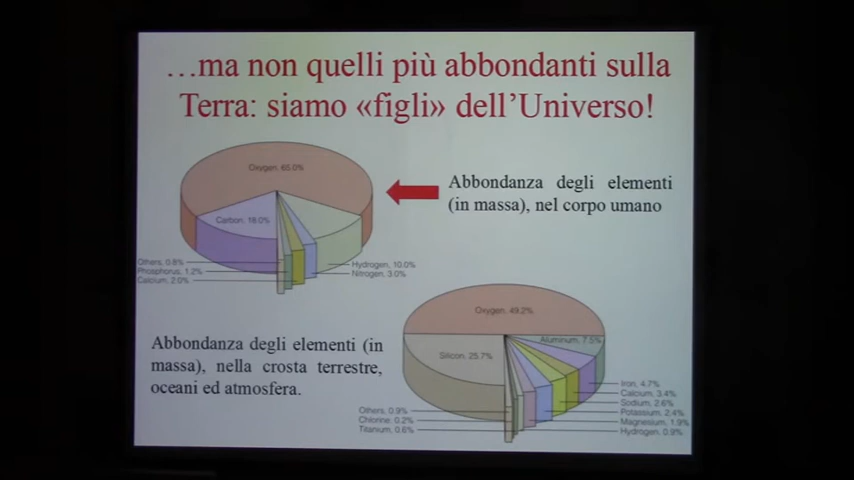 …ma non quelli più abbondanti sulla
Terra: siamo «figli» dell'Universo!
Oxygen, 65.0%
Carbon, 18.0%
Others, 0.8%
Phosphorus, 1.2%
Calcium, 2.0%
Hydrogen, 10.0%
Nitrogen, 3.0%
Abbondanza degli elementi
(in massa), nel corpo umano
Abbondanza degli elementi (in
massa), nella crosta terrestre,
oceani ed atmosfera.
Oxygen, 49.2%
Silicon, 25.7%
Aluminum, 7.5%
Iron, 4.7%
Calcium, 3.4%
Sodium, 2.6%
Potassium, 2.4%
Magnesium, 1.9%
Hydrogen, 0.9%
Others, 0.9%
Chlorine, 0.2%
Titanium, 0.6%